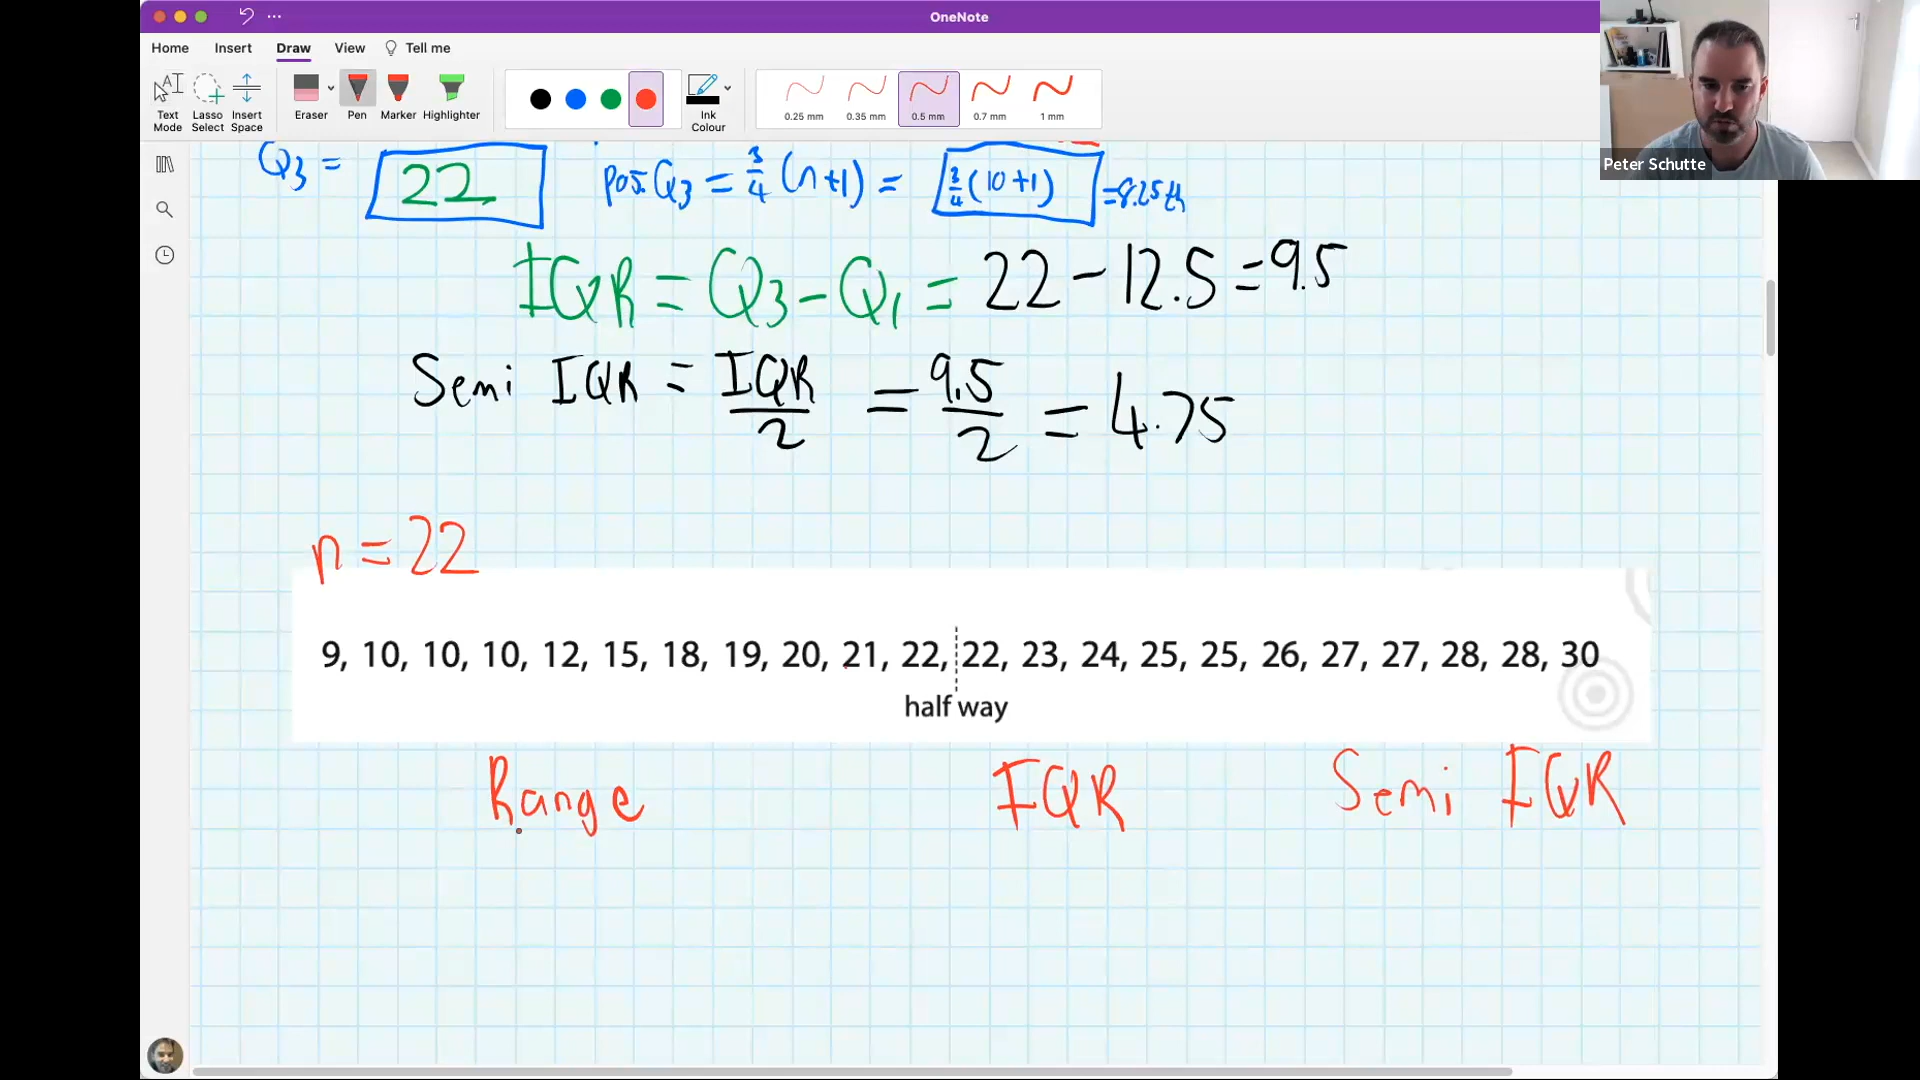 OneNote
Home Insert Draw View Tell me
Text Mode Lasso Select Insert Space Eraser Pen Marker Highlighter Ink Colour 0.25 mm 0.35 mm 0.5 mm 0.7 mm 1 mm
Peter Schutte
Q3 = 22 pos. Q3 = 3/4 (n+1) = 3/4 (10+1) = 8.25th
IQR = Q3 - Q1 = 22 - 12.5 = 9.5
Semi IQR = IQR/2 = 9.5/2 = 4.75
n = 22
9, 10, 10, 10, 12, 15, 18, 19, 20, 21, 22, 22, 23, 24, 25, 25, 26, 27, 27, 28, 28, 30
half way
Range IQR Semi IQR